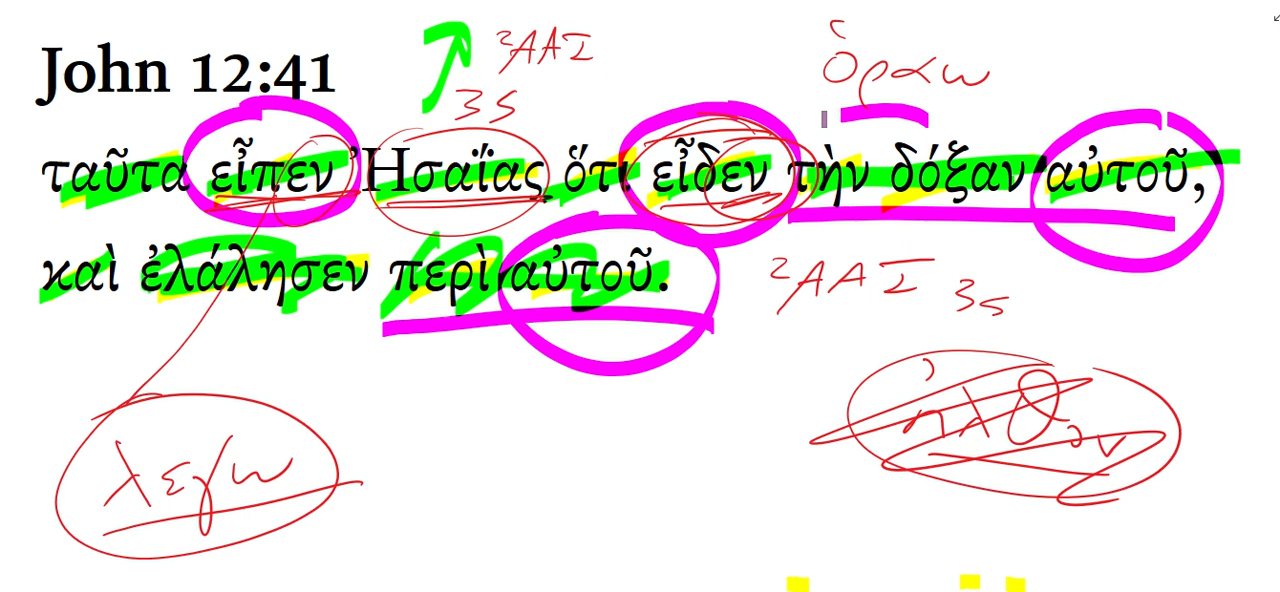 John 12:41
²AAI
3S
ὁραω
ταῦτα εἶπεν Ἠσαΐας ὅτι εἶδεν τὴν δόξαν αὐτοῦ,
καὶ ἐλάλησεν περὶ αὐτοῦ.
²AAI 3s
λεγω
ἠλθον